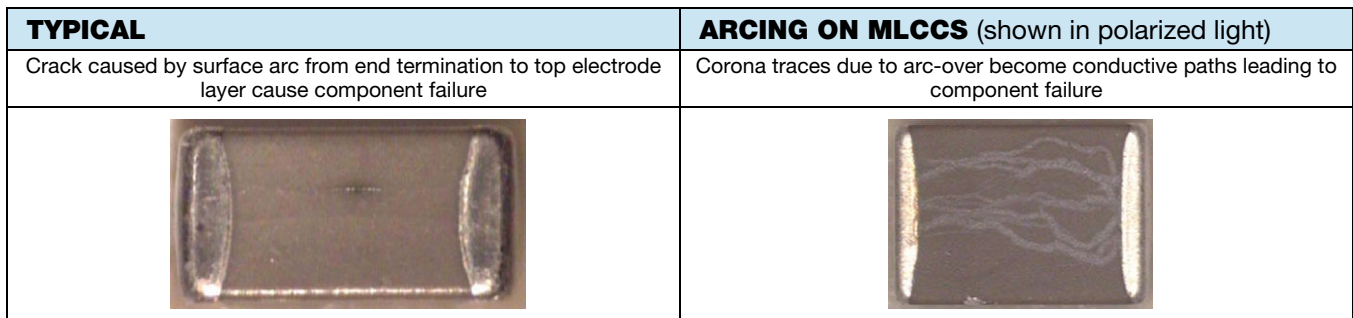 TYPICAL
ARCING ON MLCCS (shown in polarized light)
Crack caused by surface arc from end termination to top electrode
layer cause component failure
Corona traces due to arc-over become conductive paths leading to
component failure